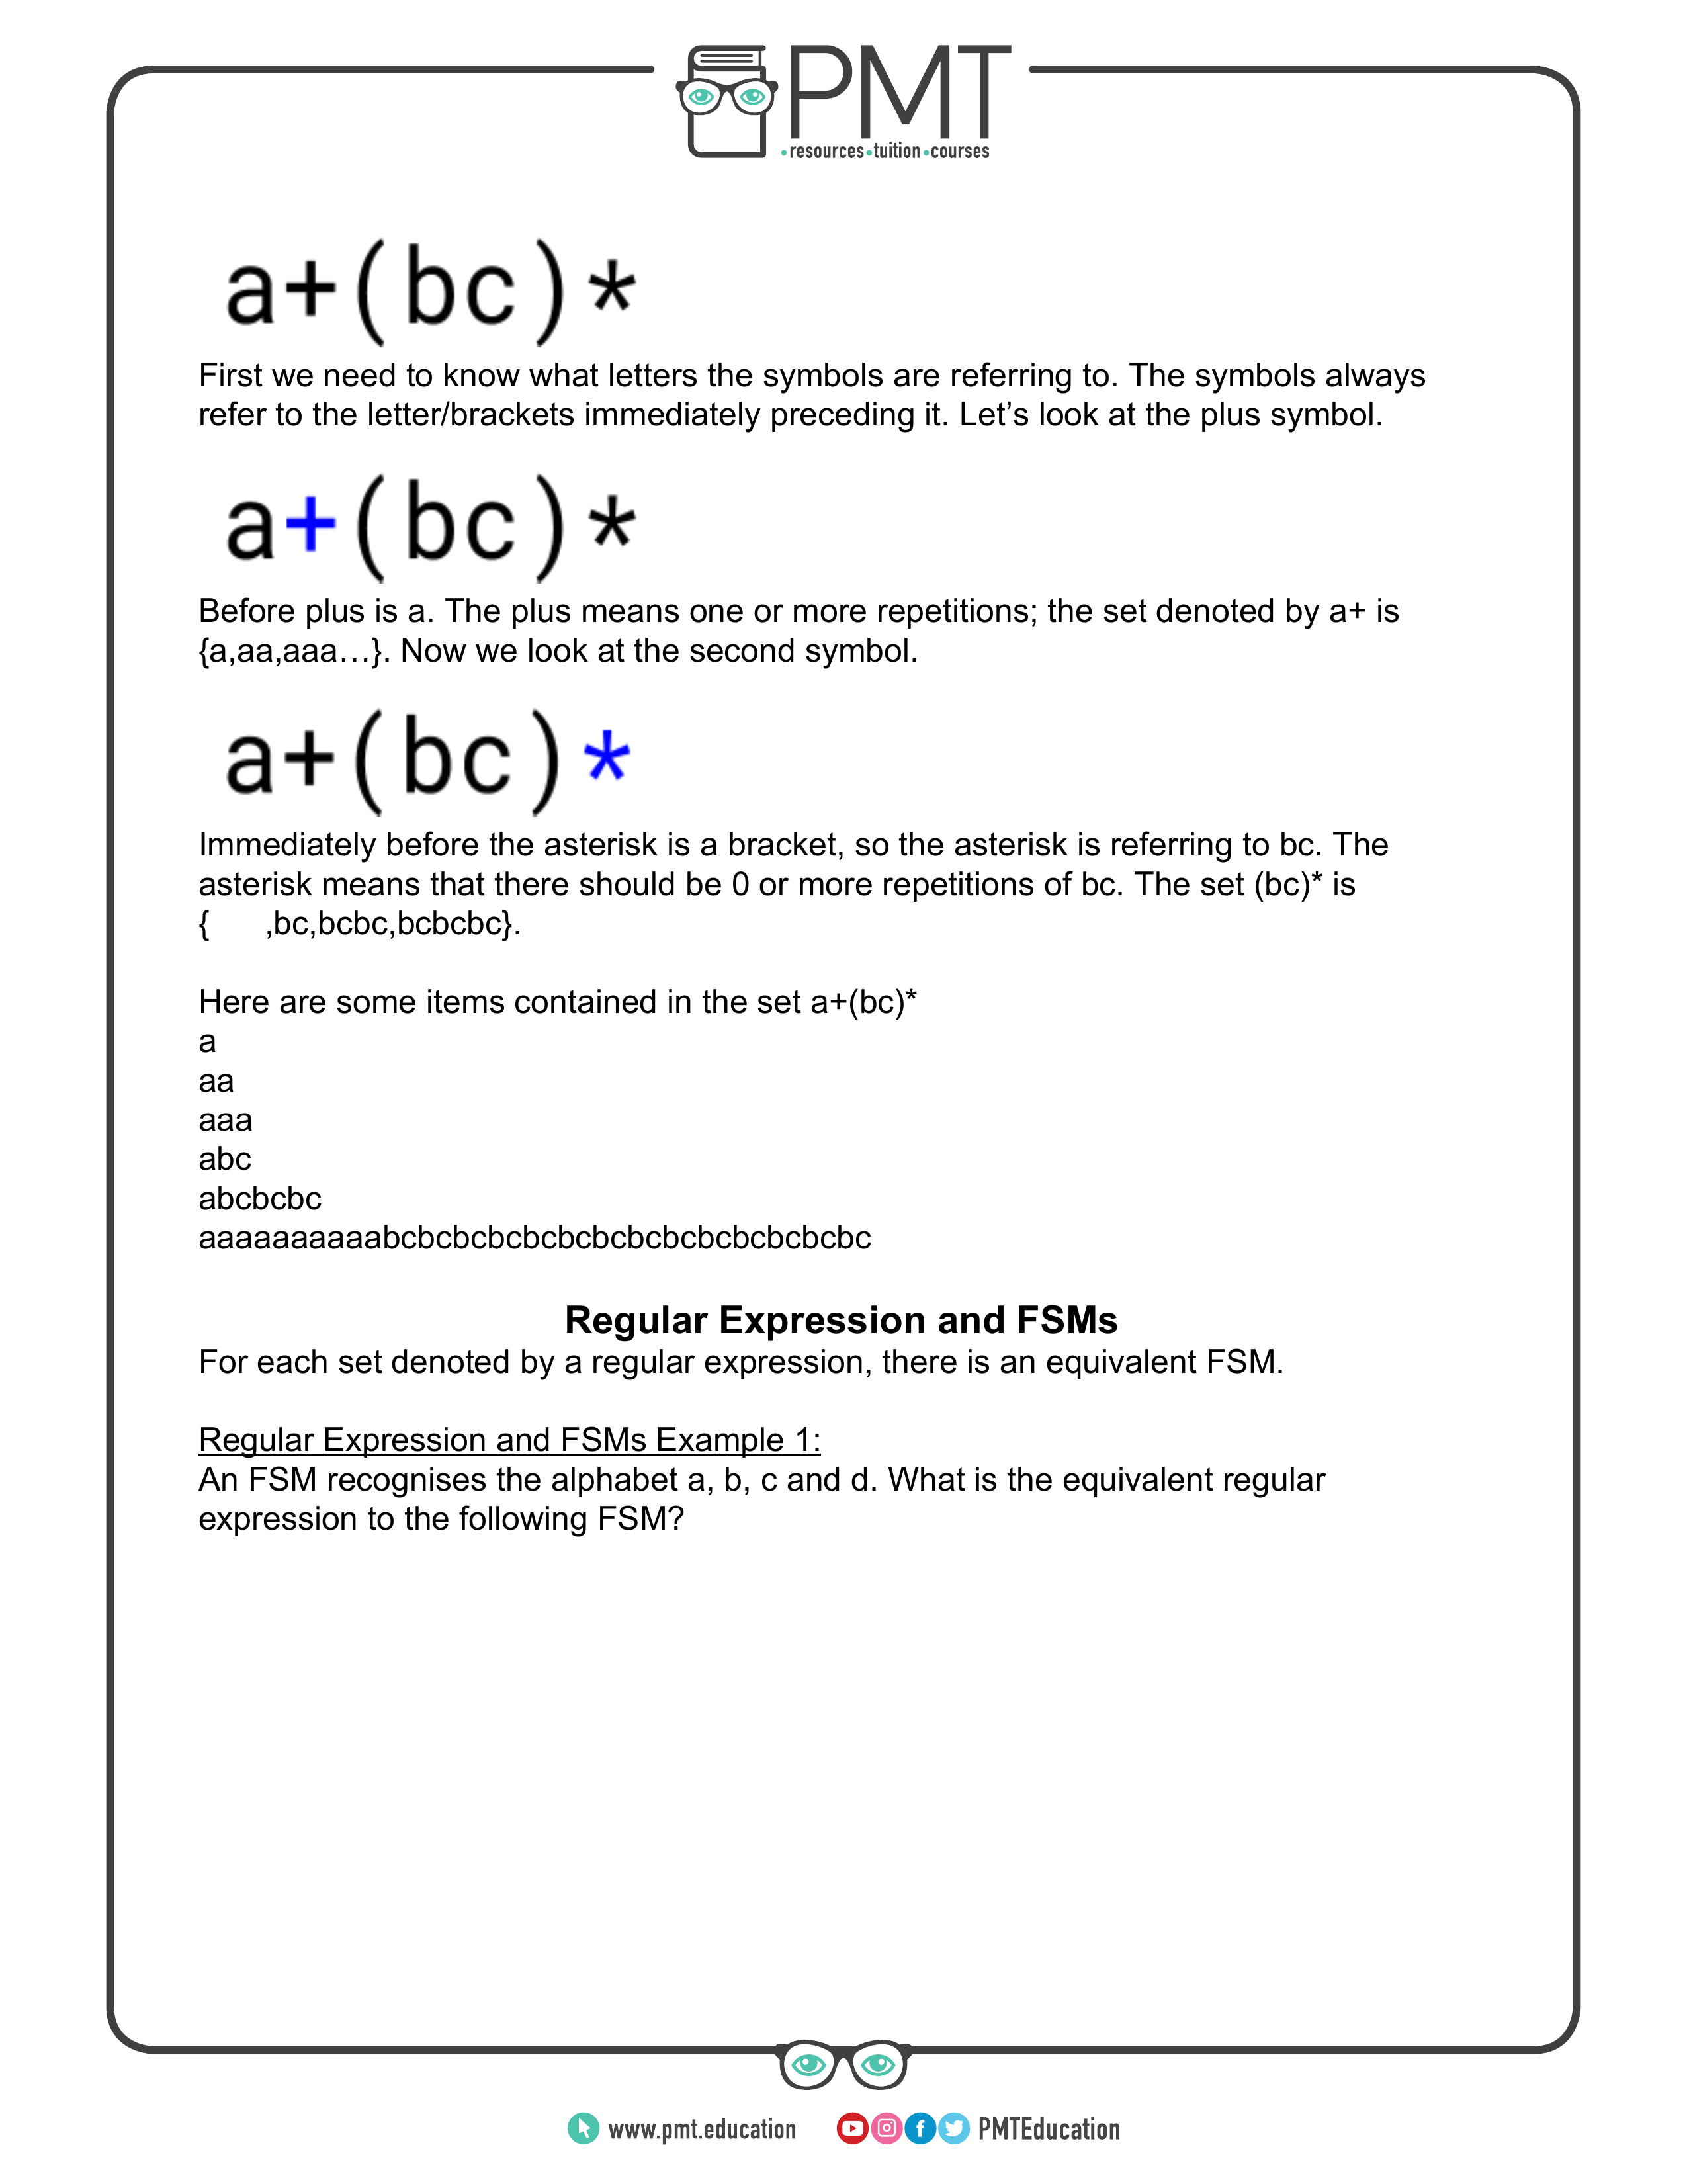 PMT
•resources•tuition•courses
a+(bc)*
First we need to know what letters the symbols are referring to. The symbols always
refer to the letter/brackets immediately preceding it. Let’s look at the plus symbol.
a+(bc)*
Before plus is a. The plus means one or more repetitions; the set denoted by a+ is
{a,aa,aaa…}. Now we look at the second symbol.
a+(bc)*
Immediately before the asterisk is a bracket, so the asterisk is referring to bc. The
asterisk means that there should be 0 or more repetitions of bc. The set (bc)* is
{ ,bc,bcbc,bcbcbc}.
Here are some items contained in the set a+(bc)*
a
aa
aaa
abc
abcbcbc
aaaaaaaaaabcbcbcbcbcbcbcbcbcbcbcbcbcbc
Regular Expression and FSMs
For each set denoted by a regular expression, there is an equivalent FSM.
Regular Expression and FSMs Example 1:
An FSM recognises the alphabet a, b, c and d. What is the equivalent regular
expression to the following FSM?
www.pmt.education PMTEducation